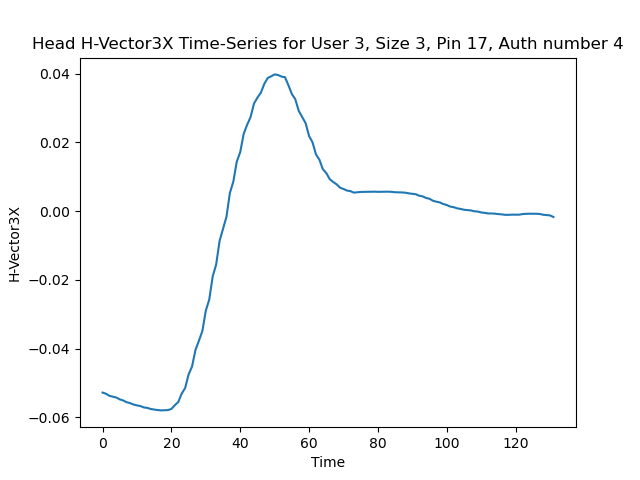 Head H-Vector3X Time-Series for User 3, Size 3, Pin 17, Auth number 4
0.04
0.02
0.00
−0.02
−0.04
−0.06
H-Vector3X
0 20 40 60 80 100 120
Time